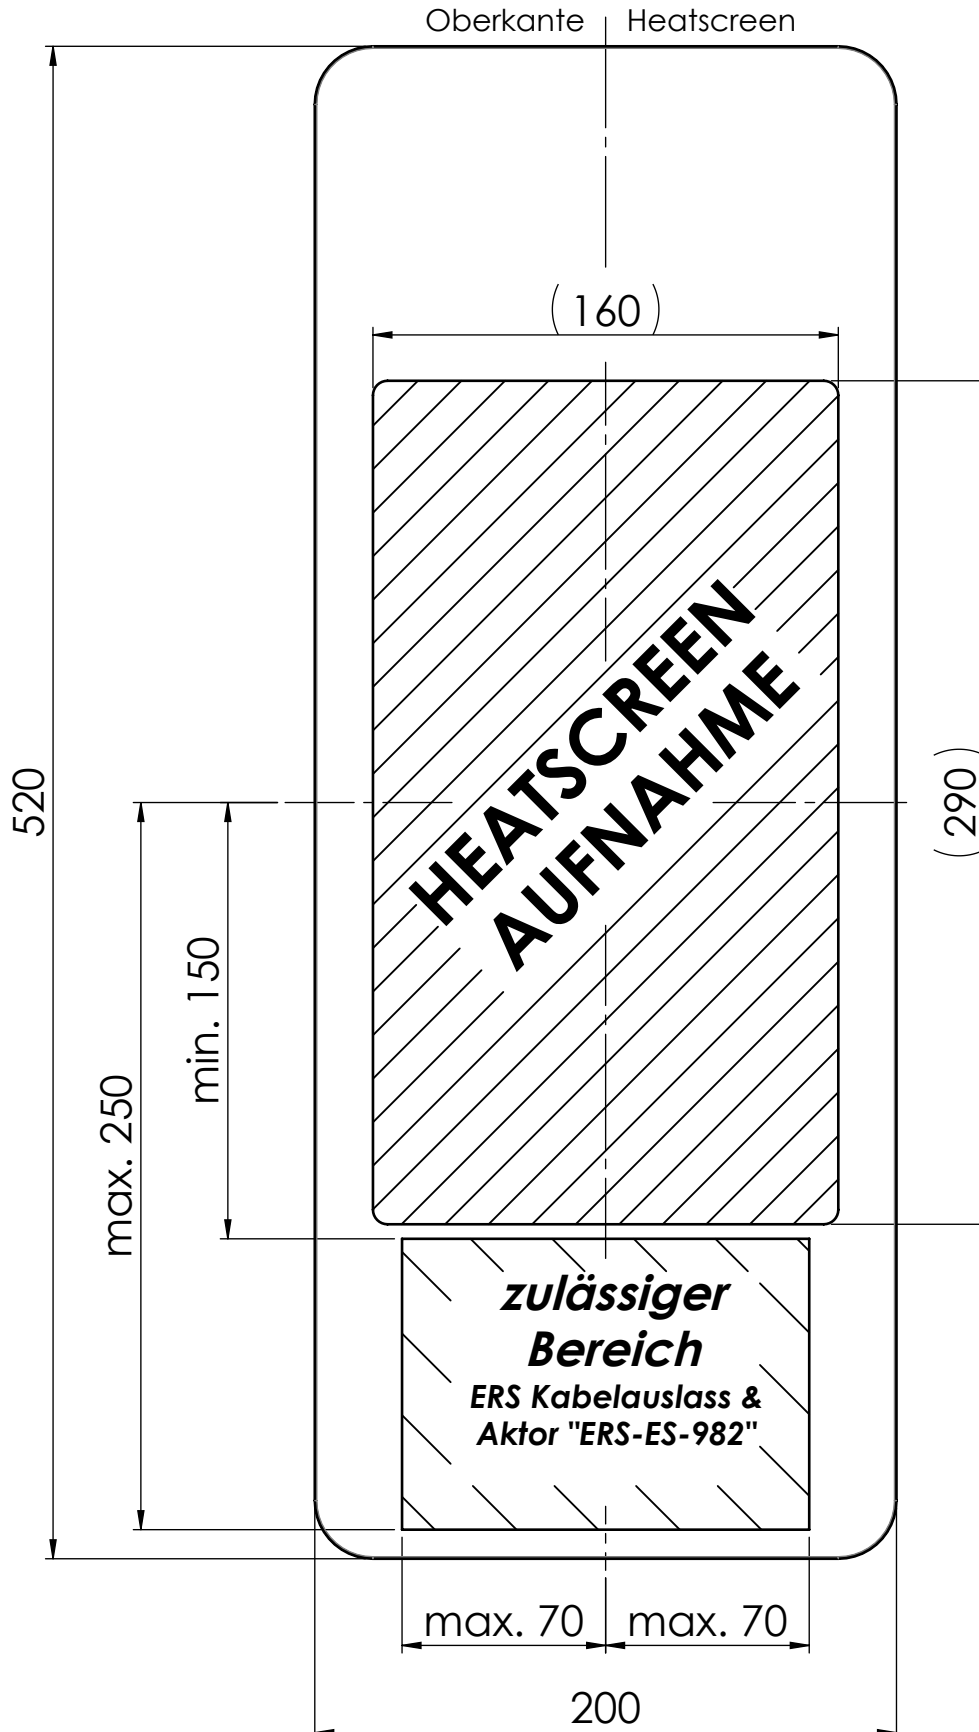 Oberkante Heatscreen
(160)
HEATSCREEN
AUFNAHME
520
(290)
min. 150
max. 250
zulässiger
Bereich
ERS Kabelauslass &
Aktor "ERS-ES-982"
max. 70 max. 70
200